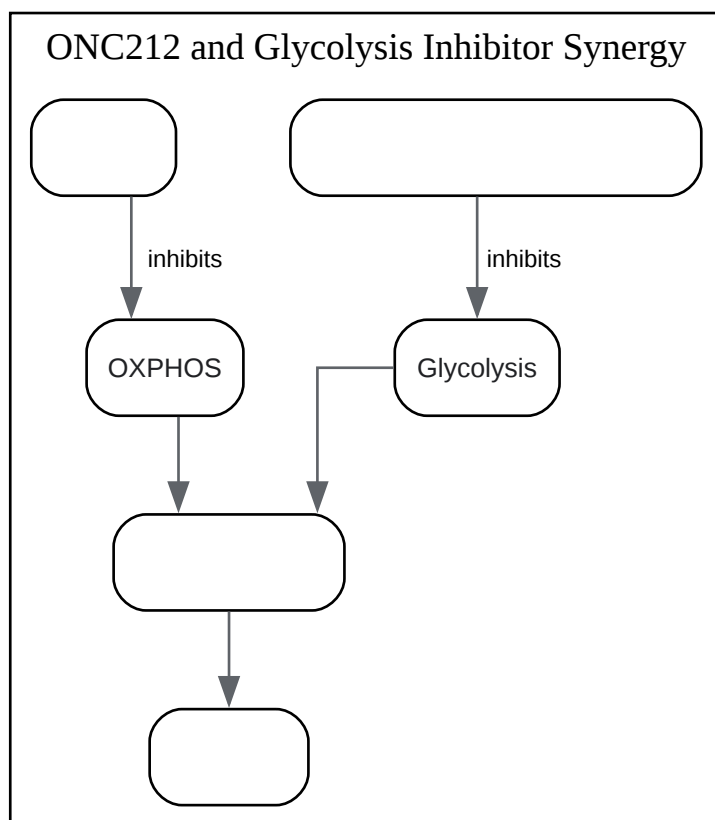 ONC212 and Glycolysis Inhibitor Synergy
inhibits
inhibits
OXPHOS
Glycolysis